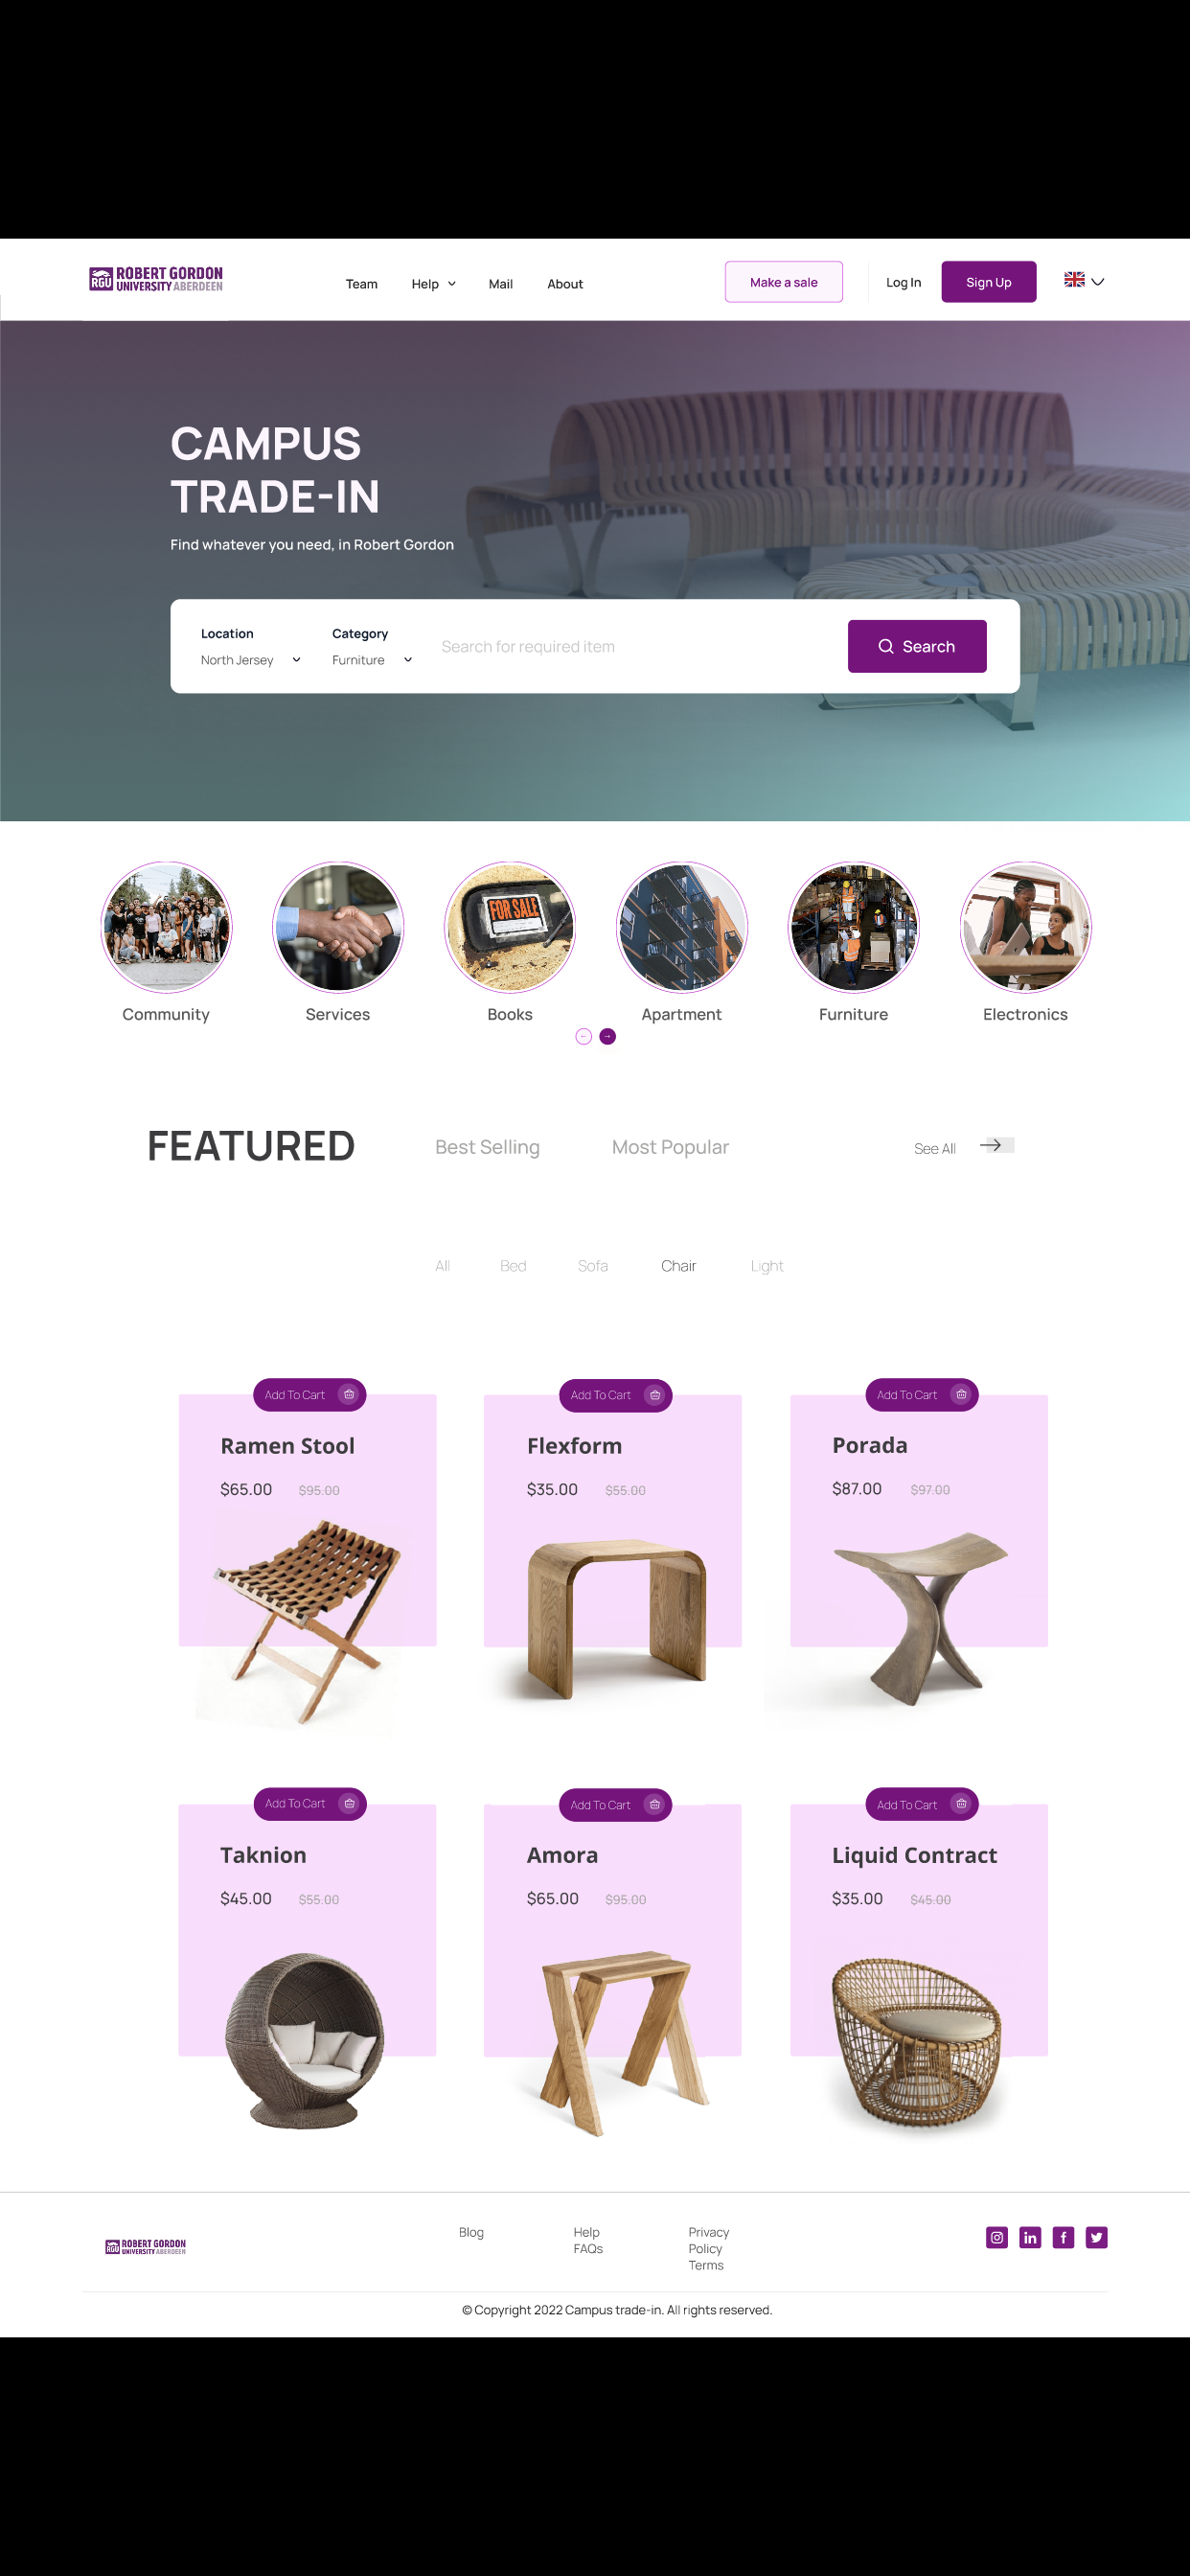 RGU ROBERT GORDON
UNIVERSITY ABERDEEN
Team Help Mail About
Make a sale
Log In
Sign Up
CAMPUS
TRADE-IN
Find whatever you need, in Robert Gordon
Location Category
North Jersey Furniture
Search for required item
Search
FOR SALE
Community Services Books Apartment Furniture Electronics
FEATURED Best Selling Most Popular See All
All Bed Sofa Chair Light
Add To Cart Add To Cart Add To Cart
Ramen Stool Flexform Porada
$65.00 $95.00 $35.00 $55.00 $87.00 $97.00
Add To Cart Add To Cart Add To Cart
Taknion Amora Liquid Contract
$45.00 $55.00 $65.00 $95.00 $35.00 $45.00
RGU ROBERT GORDON
UNIVERSITY ABERDEEN
Blog Help Privacy
FAQs Policy
Terms
© Copyright 2022 Campus trade-in. All rights reserved.